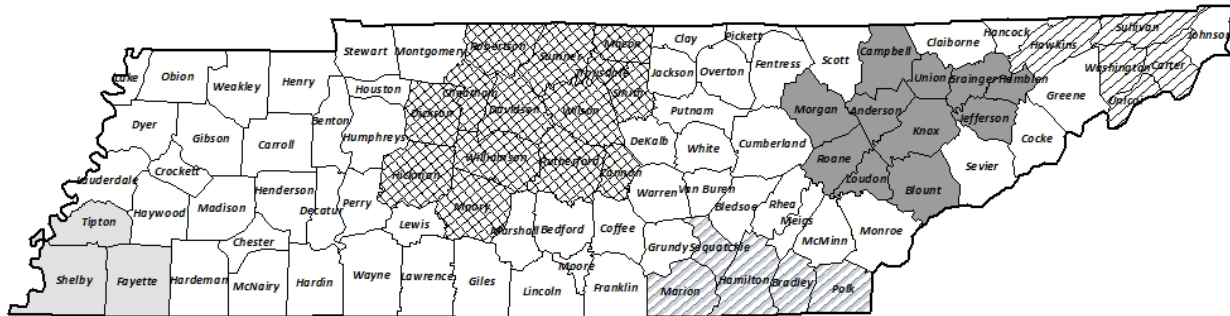 Stewart
Montgomery
Robertson
Sumner
Macon
Clay
Pickett
Scott
Campbell
Claiborne
Hancock
Hawkins
Sullivan
Johnson
Lake
Obion
Weakley
Henry
Houston
Cheatham
Trousdale
Jackson
Overton
Fentress
Union
Grainger
Hamblen
Washington
Carter
Greene
Unicoi
Dyer
Gibson
Carroll
Benton
Humphreys
Dickson
Davidson
Wilson
Smith
Putnam
Morgan
Anderson
Knox
Jefferson
Cocke
Crockett
Lauderdale
Haywood
Madison
Henderson
Decatur
Perry
Hickman
Williamson
Rutherford
Cannon
DeKalb
White
Cumberland
Roane
Loudon
Blount
Sevier
Tipton
Chester
Lewis
Maury
Marshall
Bedford
Coffee
Warren
Van Buren
Bledsoe
Rhea
Meigs
McMinn
Monroe
Shelby
Fayette
Hardeman
McNairy
Hardin
Wayne
Lawrence
Giles
Lincoln
Moore
Franklin
Grundy
Sequatchie
Marion
Hamilton
Bradley
Polk